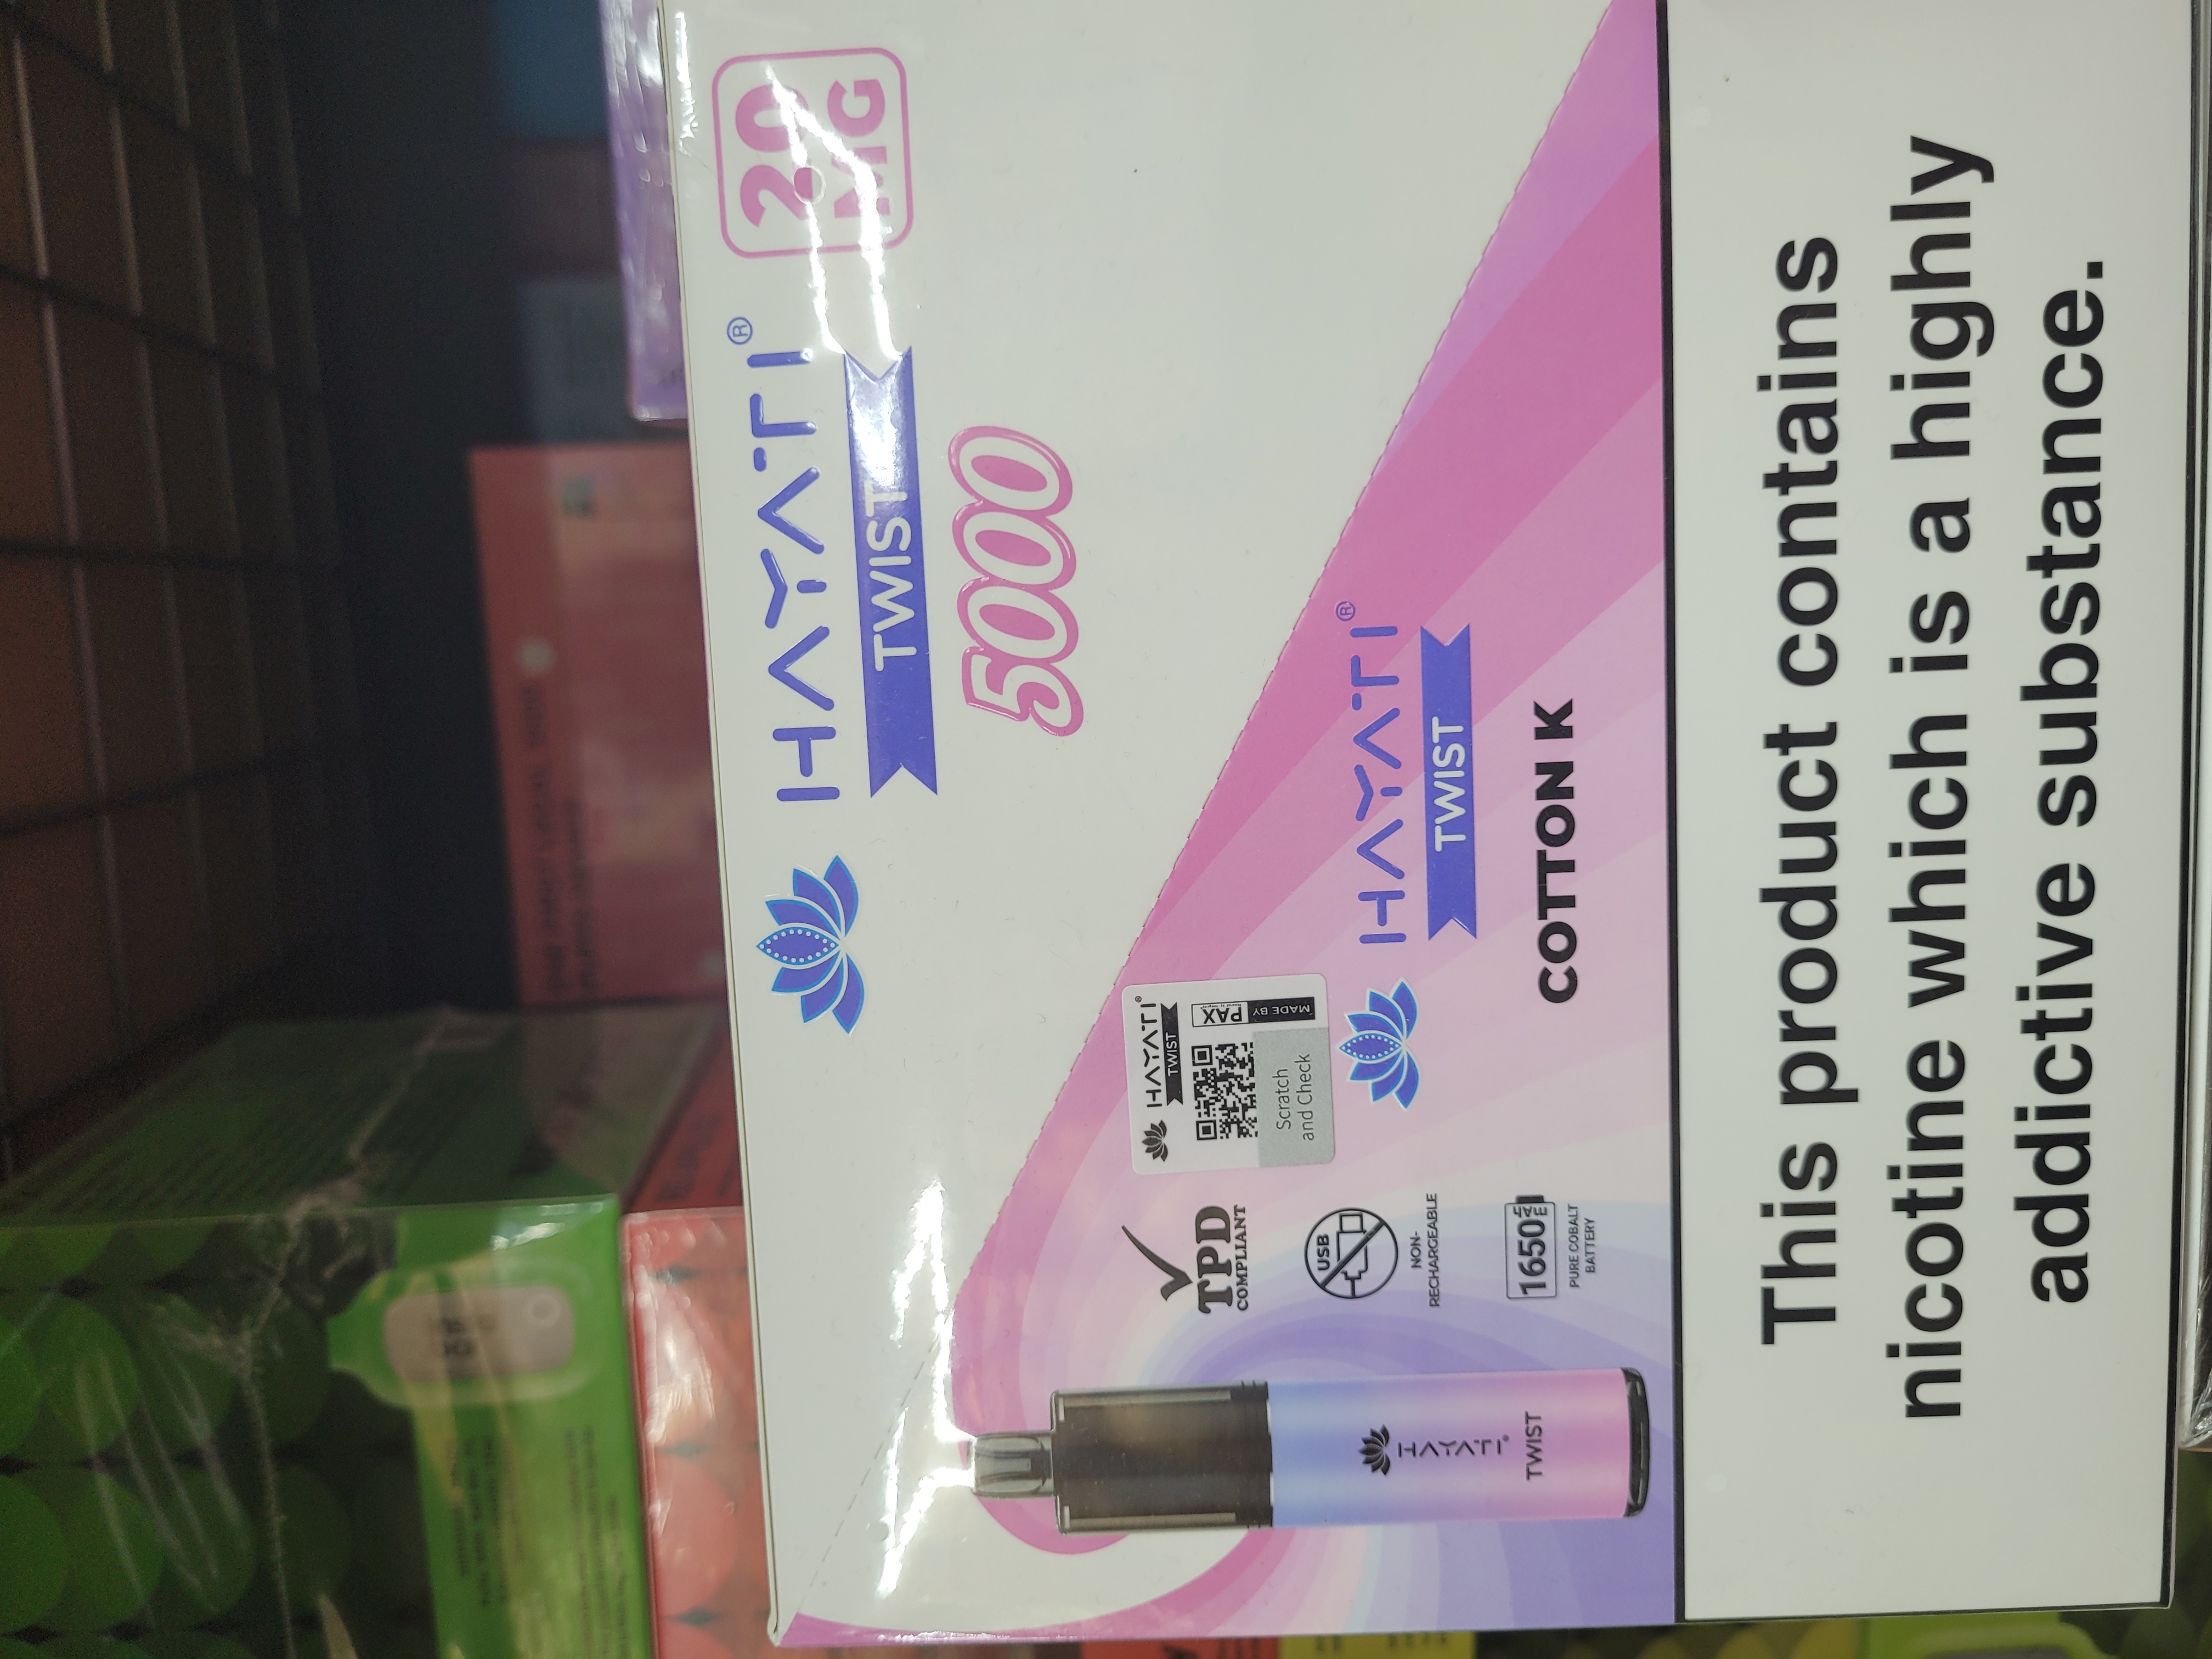 HAYATI®
TWIST
5000
20
MG
HAYATI®
TWIST
Scratch
and Check
PAX
MADE BY
HAYATI®
TWIST
COTTON K
TPD
COMPLIANT
USB
NON-
RECHARGEABLE
1650
PURE COBALT
BATTERY
HAYATI®
TWIST
This product contains
nicotine which is a highly
addictive substance.